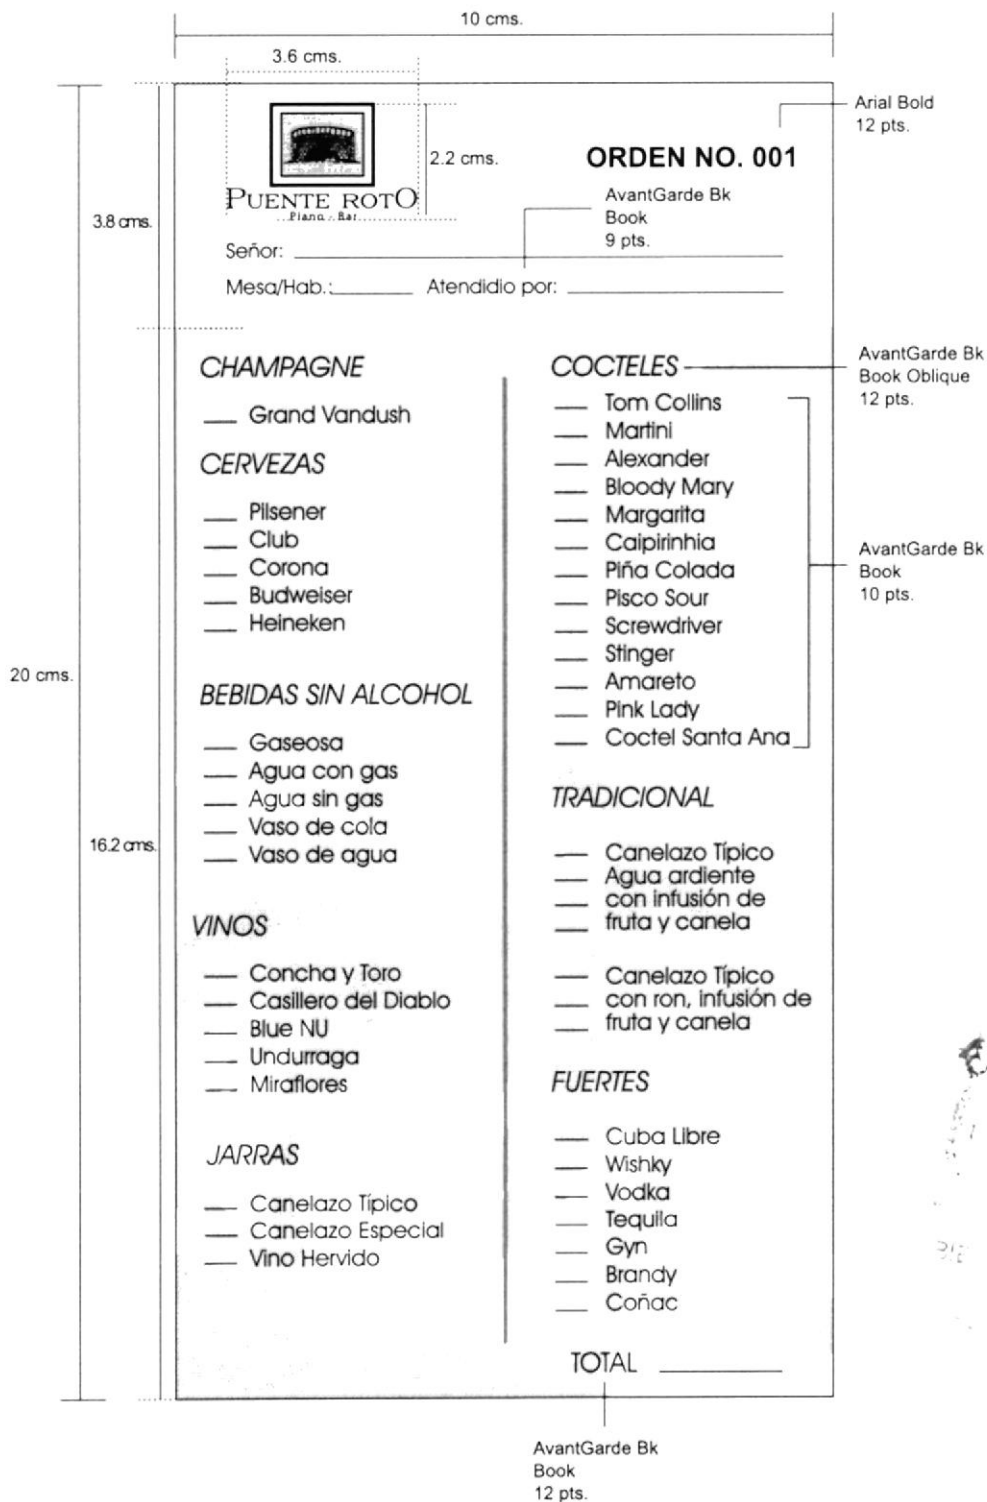 10 cms.
3.6 cms.
Arial Bold
12 pts.
2.2 cms.
ORDEN NO. 001
PUENTE ROTO
Piano - Bar
AvantGarde Bk
Book
9 pts.
3.8 cms.
Señor:
Mesa/Hab.: Atendidio por:
CHAMPAGNE
Grand Vandush
CERVEZAS
Pilsener
Club
Corona
Budweiser
Heineken
20 cms.
BEBIDAS SIN ALCOHOL
Gaseosa
Agua con gas
Agua sin gas
Vaso de cola
Vaso de agua
16.2 cms.
VINOS
Concha y Toro
Casillero del Diablo
Blue NU
Undurraga
Miraflores
JARRAS
Canelazo Típico
Canelazo Especial
Vino Hervido
COCTELES
AvantGarde Bk
Book Oblique
12 pts.
Tom Collins
Martini
Alexander
Bloody Mary
Margarita
Caipirinhia
Piña Colada
Pisco Sour
Screwdriver
Stinger
Amareto
Pink Lady
Coctel Santa Ana
AvantGarde Bk
Book
10 pts.
TRADICIONAL
Canelazo Típico
Agua ardiente
con infusión de
fruta y canela
Canelazo Típico
con ron, infusión de
fruta y canela
FUERTES
Cuba Libre
Wishky
Vodka
Tequila
Gyn
Brandy
Coñac
TOTAL
AvantGarde Bk
Book
12 pts.